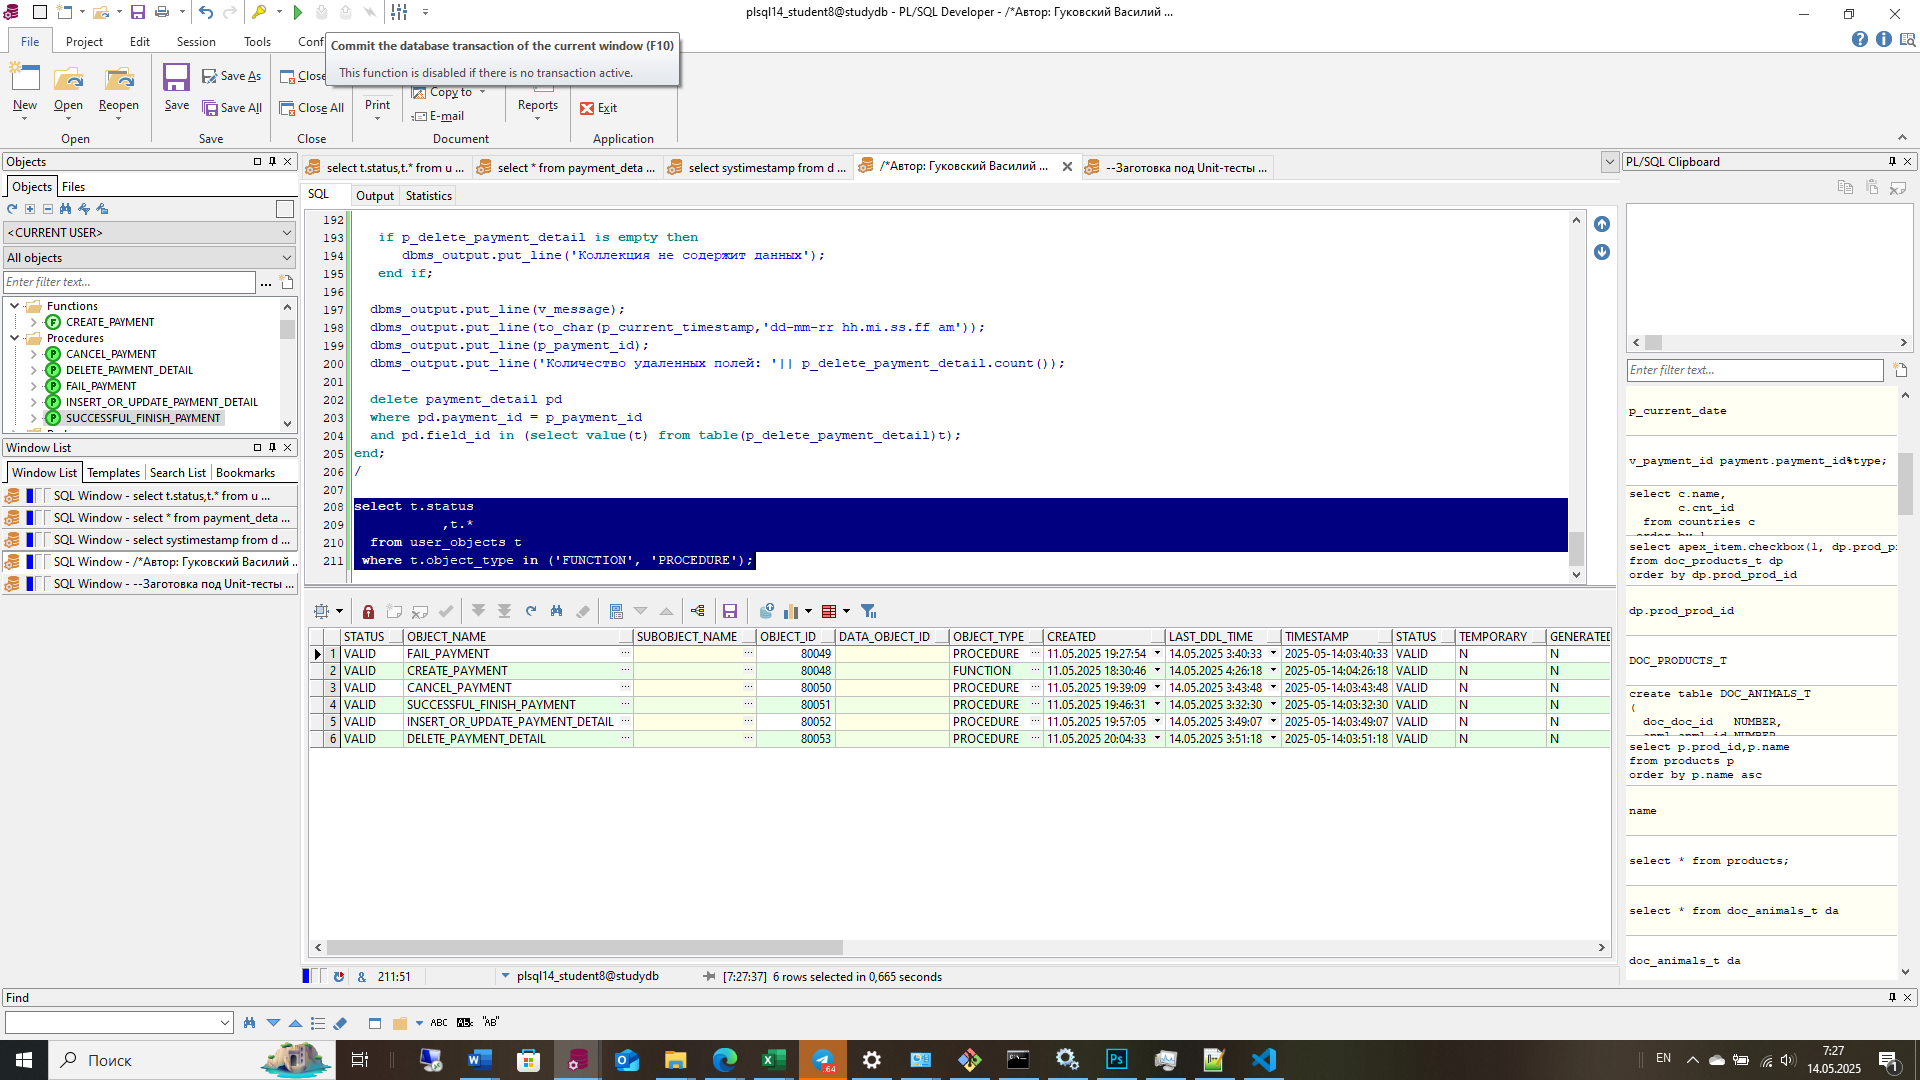 plsql14_student8@studydb - PL/SQL Developer - /*Автор: Гуковский Василий ...
File
Project
Edit
Session
Tools
Conf
Commit the database transaction of the current window (F10)
This function is disabled if there is no transaction active.
New
Open
Reopen
Save
Save As
Save All
Close
Close All
Print
Copy to
E-mail
Reports
Exit
Open
Save
Close
Document
Application
Objects
Objects
Files
<CURRENT USER>
All objects
Enter filter text...
Functions
CREATE_PAYMENT
Procedures
CANCEL_PAYMENT
DELETE_PAYMENT_DETAIL
FAIL_PAYMENT
INSERT_OR_UPDATE_PAYMENT_DETAIL
SUCCESSFUL_FINISH_PAYMENT
Window List
Window List
Templates
Search List
Bookmarks
SQL Window - select t.status,t.* from u ...
SQL Window - select * from payment_deta ...
SQL Window - select systimestamp from d ...
SQL Window - /*Автор: Гуковский Василий ..
SQL Window - --Заготовка под Unit-тесты ...
select t.status,t.* from u ...
select * from payment_deta ...
select systimestamp from d ...
/*Автор: Гуковский Василий ...
--Заготовка под Unit-тесты ...
SQL
Output
Statistics
192
193 if p_delete_payment_detail is empty then
194 dbms_output.put_line('Коллекция не содержит данных');
195 end if;
196
197 dbms_output.put_line(v_message);
198 dbms_output.put_line(to_char(p_current_timestamp,'dd-mm-rr hh.mi.ss.ff am'));
199 dbms_output.put_line(p_payment_id);
200 dbms_output.put_line('Количество удаленных полей: '|| p_delete_payment_detail.count());
201
202 delete payment_detail pd
203 where pd.payment_id = p_payment_id
204 and pd.field_id in (select value(t) from table(p_delete_payment_detail)t);
205 end;
206 /
207
208 select t.status
209 ,t.*
210 from user_objects t
211 where t.object_type in ('FUNCTION', 'PROCEDURE');
STATUS OBJECT_NAME SUBOBJECT_NAME OBJECT_ID DATA_OBJECT_ID OBJECT_TYPE CREATED LAST_DDL_TIME TIMESTAMP STATUS TEMPORARY GENERATED
1 VALID FAIL_PAYMENT 80049 PROCEDURE 11.05.2025 19:27:54 14.05.2025 3:40:33 2025-05-14:03:40:33 VALID N N
2 VALID CREATE_PAYMENT 80048 FUNCTION 11.05.2025 18:30:46 14.05.2025 4:26:18 2025-05-14:04:26:18 VALID N N
3 VALID CANCEL_PAYMENT 80050 PROCEDURE 11.05.2025 19:39:09 14.05.2025 3:43:48 2025-05-14:03:43:48 VALID N N
4 VALID SUCCESSFUL_FINISH_PAYMENT 80051 PROCEDURE 11.05.2025 19:46:31 14.05.2025 3:32:30 2025-05-14:03:32:30 VALID N N
5 VALID INSERT_OR_UPDATE_PAYMENT_DETAIL 80052 PROCEDURE 11.05.2025 19:57:05 14.05.2025 3:49:07 2025-05-14:03:49:07 VALID N N
6 VALID DELETE_PAYMENT_DETAIL 80053 PROCEDURE 11.05.2025 20:04:33 14.05.2025 3:51:18 2025-05-14:03:51:18 VALID N N
& 211:51 plsql14_student8@studydb [7:27:37] 6 rows selected in 0,665 seconds
PL/SQL Clipboard
Enter filter text...
p_current_date
v_payment_id payment.payment_id%type;
select c.name,
c.cnt_id
from countries c
select apex_item.checkbox(1, dp.prod_p
from doc_products_t dp
order by dp.prod_prod_id
dp.prod_prod_id
DOC_PRODUCTS_T
create table DOC_ANIMALS_T
(
doc_doc_id NUMBER,
select p.prod_id,p.name
from products p
order by p.name asc
name
select * from products;
select * from doc_animals_t da
doc_animals_t da
Find
ABC
"AB"
Поиск
.64
Ps
EN
7:27
14.05.2025
1